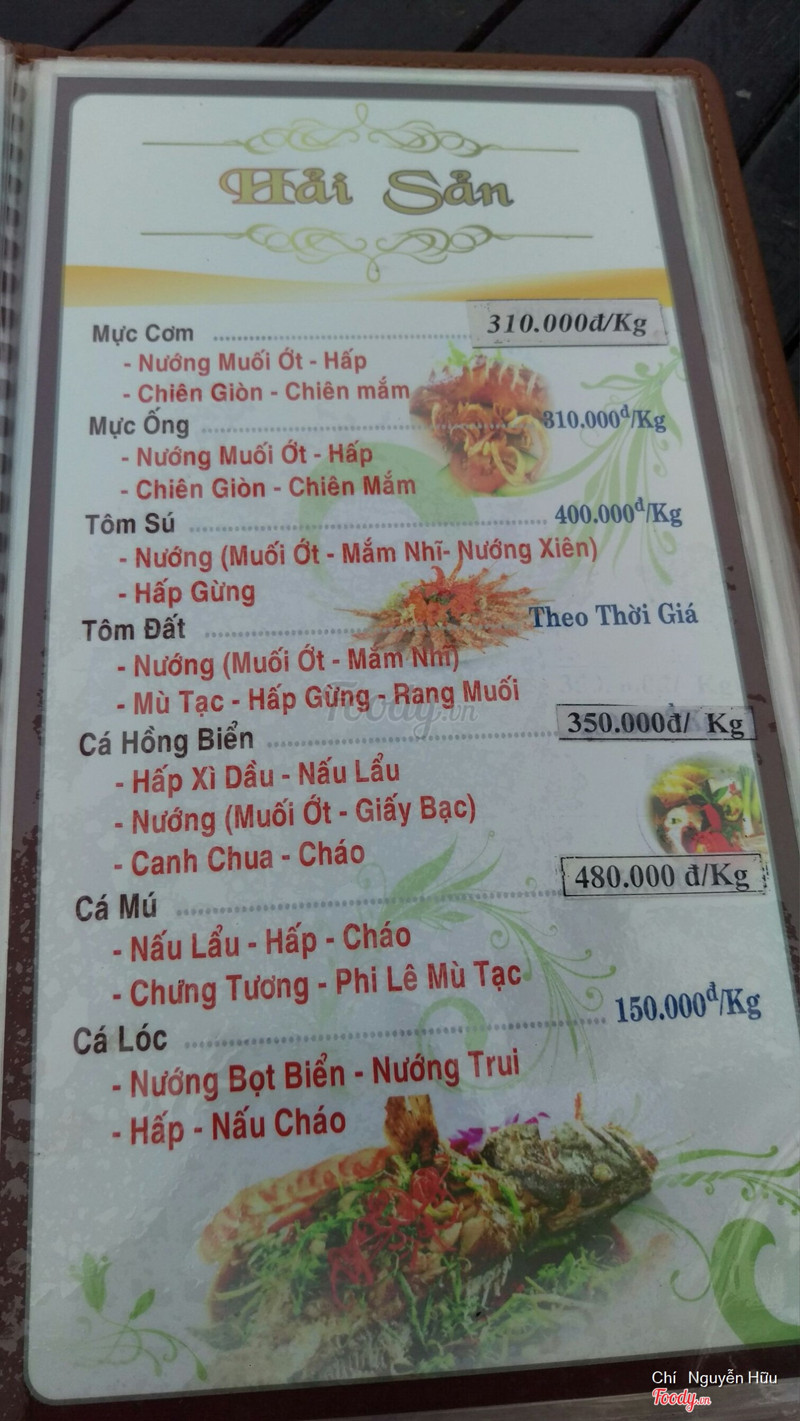 Hải Sản
Mực Cơm ........ 310.000đ/Kg
- Nướng Muối Ớt - Hấp
- Chiên Giòn - Chiên mắm
Mực Ống ........ 310.000đ/Kg
- Nướng Muối Ớt - Hấp
- Chiên Giòn - Chiên Mắm
Tôm Sú ........ 400.000đ/Kg
- Nướng (Muối Ớt - Mắm Nhĩ- Nướng Xiên)
- Hấp Gừng
Tôm Đất ........ Theo Thời Giá
- Nướng (Muối Ớt - Mắm Nhĩ)
- Mù Tạc - Hấp Gừng - Rang Muối
Foody.vn
Cá Hồng Biển ........ 350.000đ/ Kg
- Hấp Xì Dầu - Nấu Lẩu
- Nướng (Muối Ớt - Giấy Bạc)
- Canh Chua - Cháo
Cá Mú ........ 480.000 đ/Kg
- Nấu Lẩu - Hấp - Cháo
- Chưng Tương - Phi Lê Mù Tạc
Cá Lóc ........ 150.000đ/Kg
- Nướng Bọt Biển - Nướng Trui
- Hấp - Nấu Cháo
Chí Nguyễn Hữu
Foody.vn